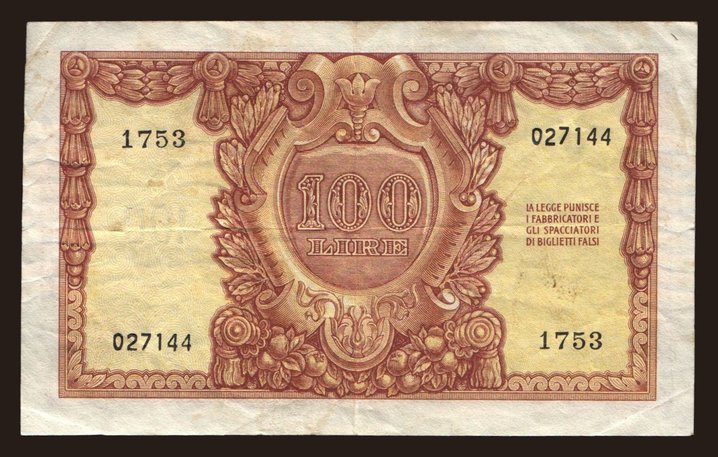 1753
027144
100
LIRE
LA LEGGE PUNISCE
I FABBRICATORI E
GLI SPACCIATORI
DI BIGLIETTI FALSI
027144
1753